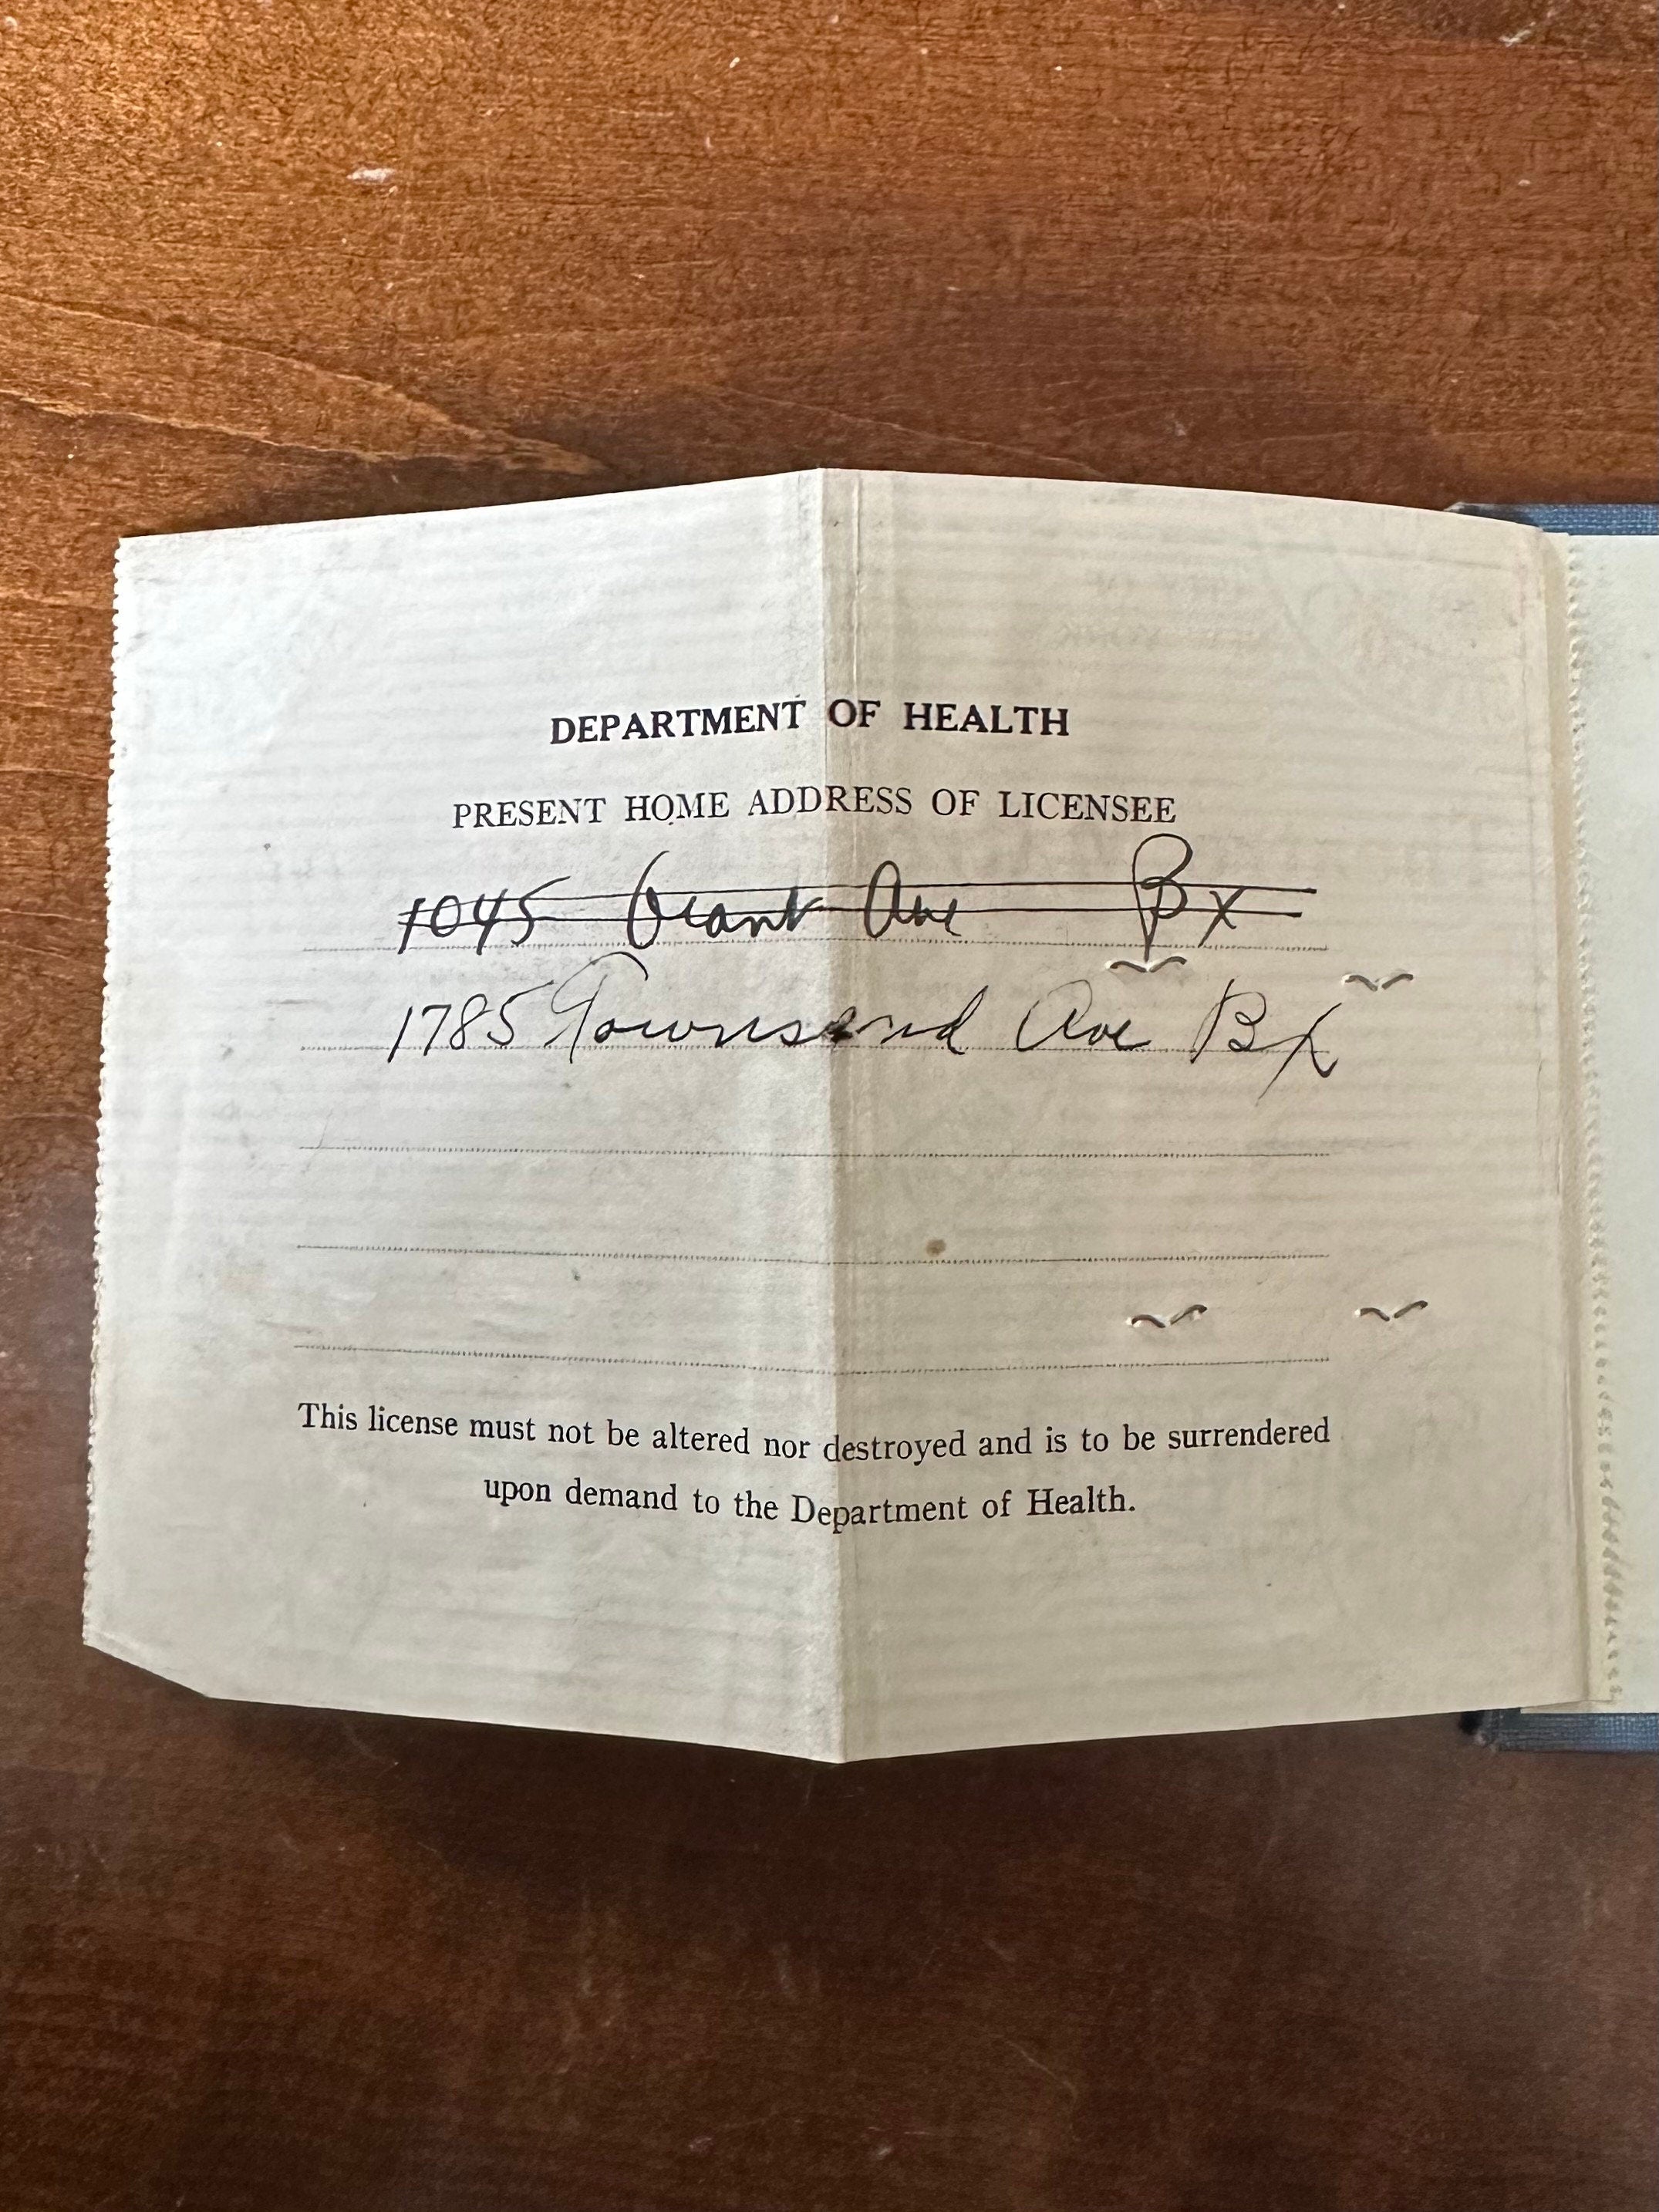 DEPARTMENT OF HEALTH
PRESENT HOME ADDRESS OF LICENSEE
1045 Grant Ave Bx
1785 Townsend Ave Bx
This license must not be altered nor destroyed and is to be surrendered
upon demand to the Department of Health.